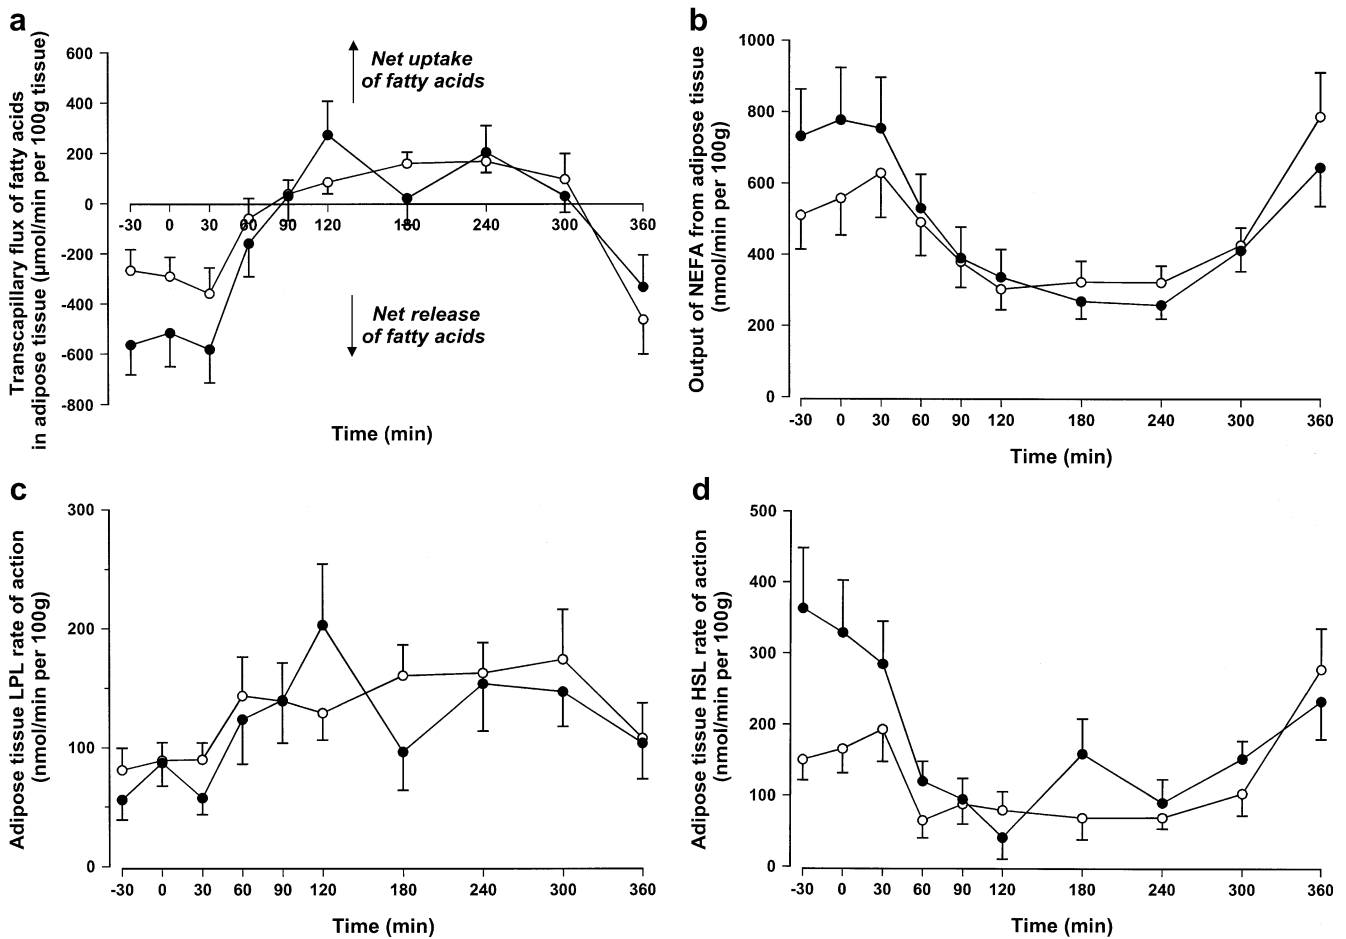 a
Transcapillary flux of fatty acids
in adipose tissue (µmol/min per 100g tissue)
600
400
200
0
-200
-400
-600
-800
Net uptake
of fatty acids
-30 0 30 60 90 120 180 240 300 360
Net release
of fatty acids
Time (min)
b
Output of NEFA from adipose tissue
(nmol/min per 100g)
1000
800
600
400
200
0
-30 0 30 60 90 120 180 240 300 360
Time (min)
c
Adipose tissue LPL rate of action
(nmol/min per 100g)
300
200
100
0
-30 0 30 60 90 120 180 240 300 360
Time (min)
d
Adipose tissue HSL rate of action
(nmol/min per 100g)
500
400
300
200
100
0
-30 0 30 60 90 120 180 240 300 360
Time (min)